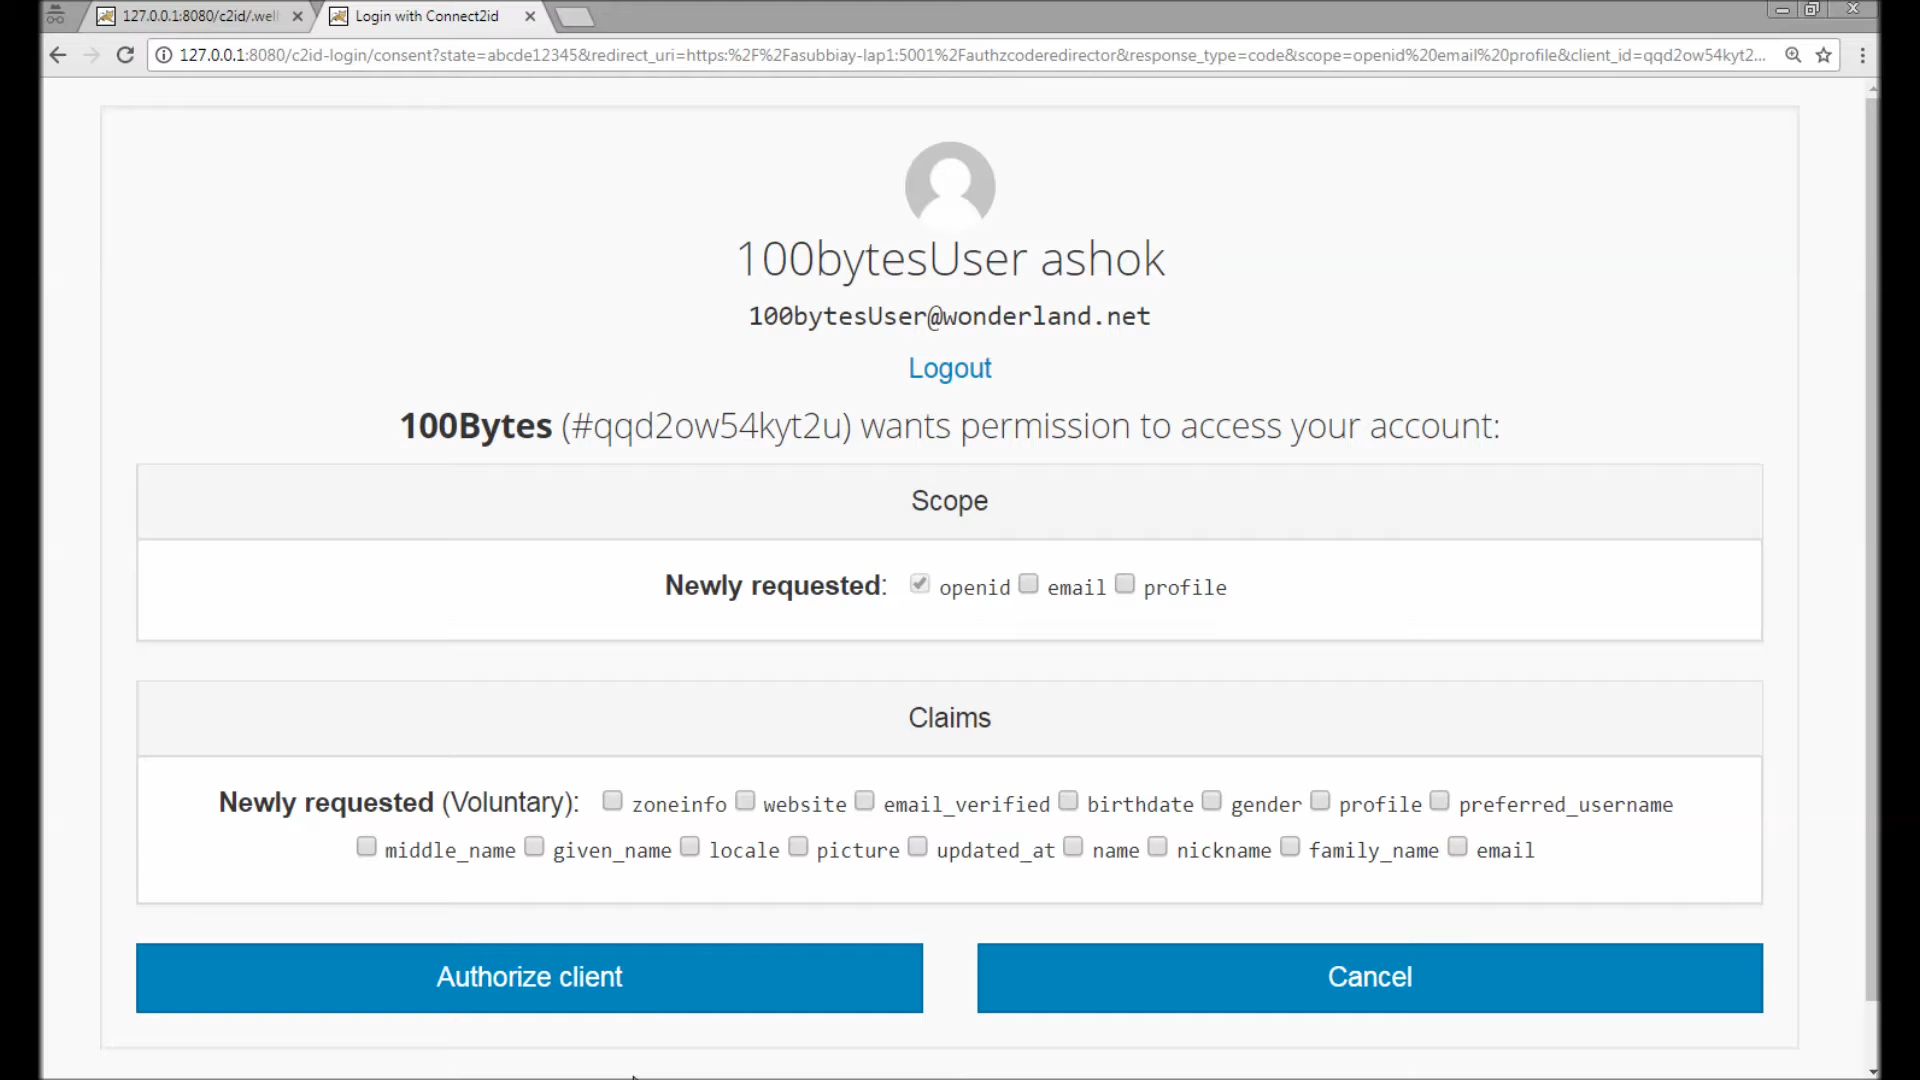 127.0.0.1:8080/c2id/.well
Login with Connect2id
127.0.0.1:8080/c2id-login/consent?state=abcde12345&redirect_uri=https:%2F%2Fasubbiay-lap1:5001%2Fauthzcoderedirector&response_type=code&scope=openid%20email%20profile&client_id=qqd2ow54kyt2...
100bytesUser ashok
100bytesUser@wonderland.net
Logout
100Bytes (#qqd2ow54kyt2u) wants permission to access your account:
Scope
Newly requested: openid email profile
Claims
Newly requested (Voluntary): zoneinfo website email_verified birthdate gender profile preferred_username
middle_name given_name locale picture updated_at name nickname family_name email
Authorize client Cancel